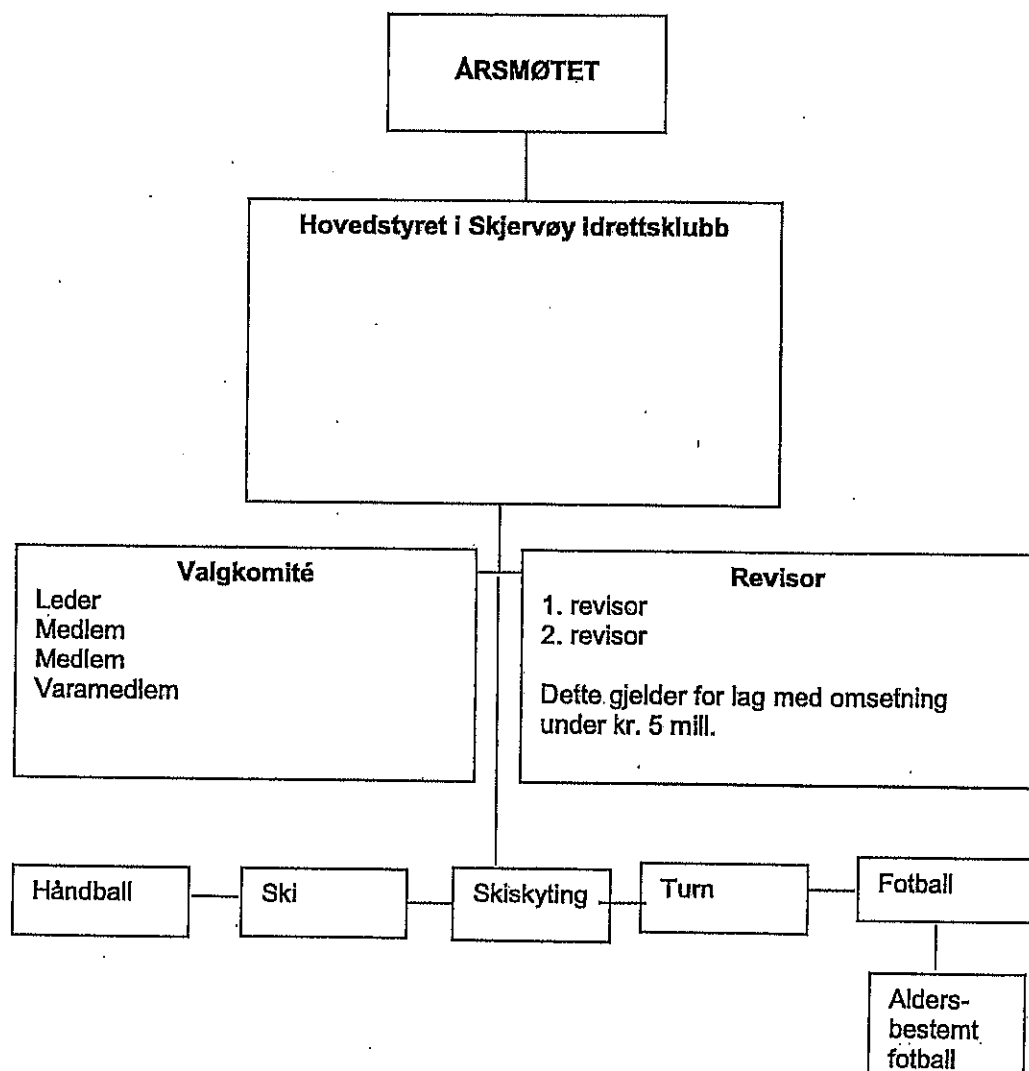 ÅRSMØTET
Hovedstyret i Skjervøy idrettsklubb
Valgkomité
Leder
Medlem
Medlem
Varamedlem
Revisor
1. revisor
2. revisor
Dette gjelder for lag med omsetning
under kr. 5 mill.
Håndball
Ski
Skiskyting
Turn
Fotball
Alders-
bestemt
fotball